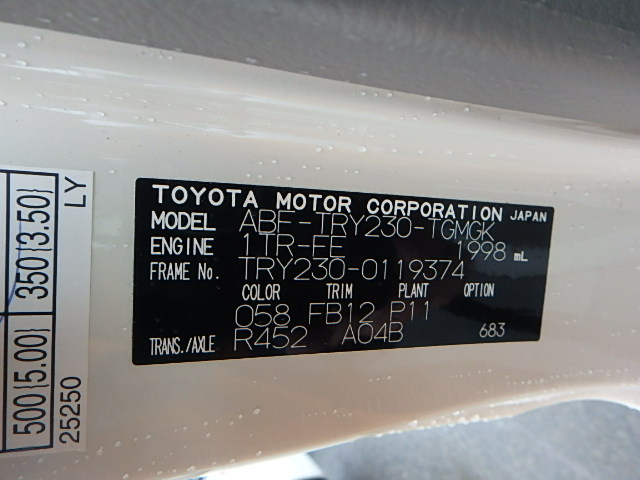 TOYOTA MOTOR CORPORATION JAPAN
MODEL ABF-TRY230-TGMGK
ENGINE 1TR-FE 1998 mL
FRAME No. TRY230-0119374
COLOR TRIM PLANT OPTION
058 FB12 P11
TRANS./AXLE R452 A04B 683
350{3.50}
LY
500{5.00}
25250